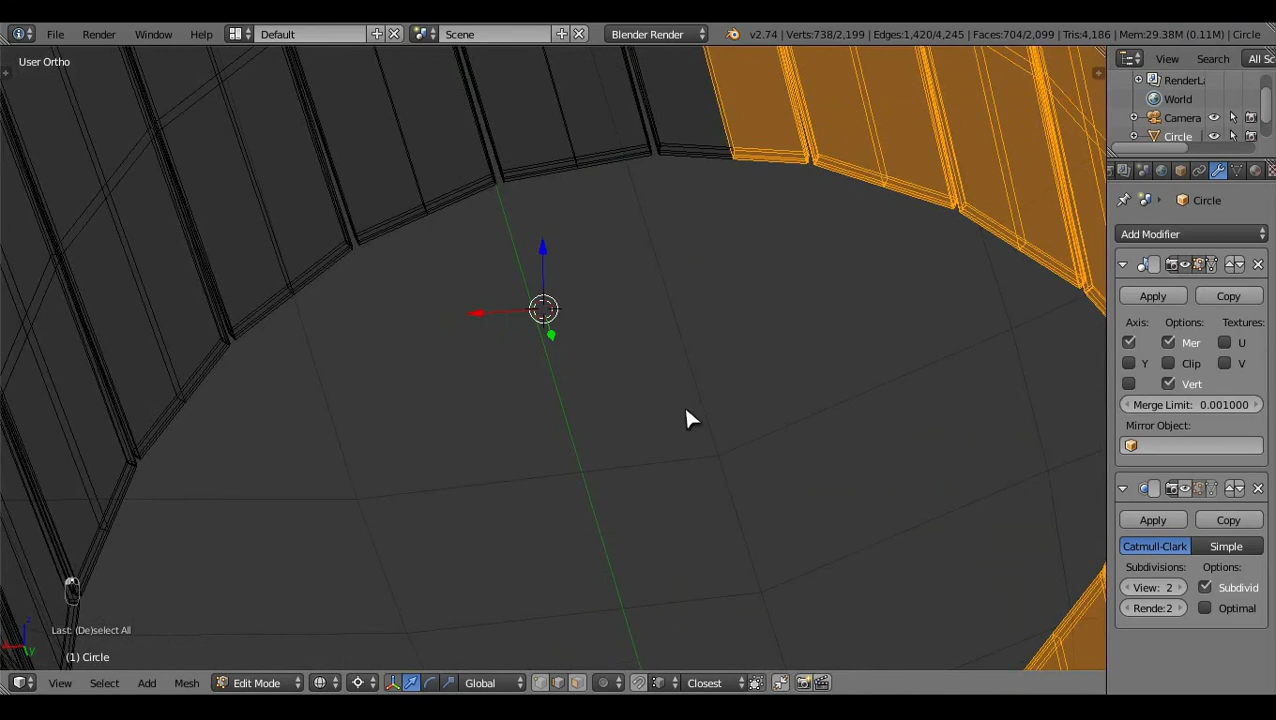 File Render Window Help Default Scene Blender Render v2.74 | Verts:738/2,199 | Edges:1,420/4,245 | Faces:704/2,099 | Tris:4,186 | Mem:29.38M (0.11M) | Circle
User Ortho
View Search All Sc
RenderL
World
Camera
Circle
Circle
Add Modifier
Apply Copy
Axis: Options: Textures:
Mer U
Y Clip V
Vert
Merge Limit: 0.001000
Mirror Object:
Apply Copy
Catmull-Clark Simple
Subdivisions: Options:
View: 2 Subdivid
Rende:2 Optimal
Last: (De)select All
z
y
(1) Circle
View Select Add Mesh Edit Mode Global Closest